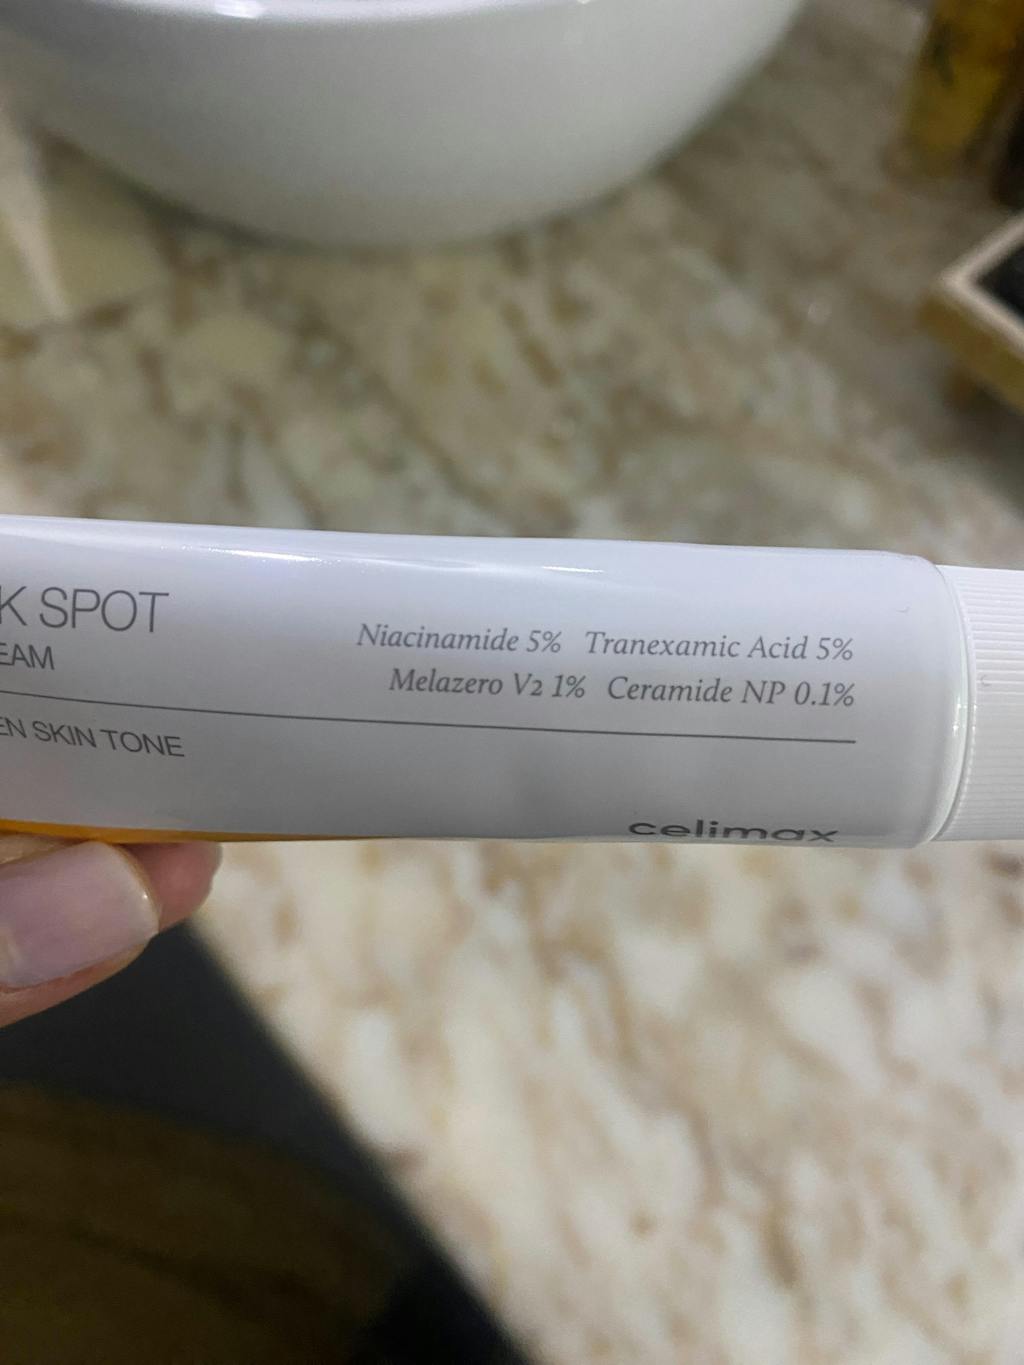 K SPOT
EAM
EN SKIN TONE
Niacinamide 5% Tranexamic Acid 5%
Melazero V2 1% Ceramide NP 0.1%
celimax